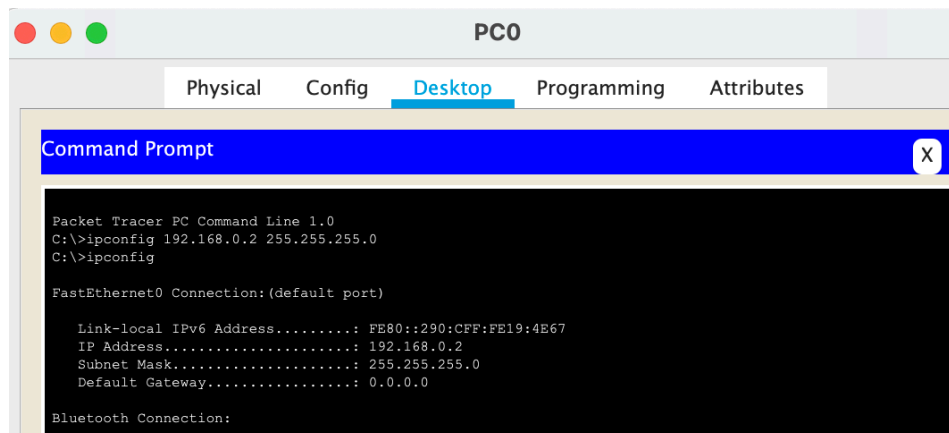 PC0
Physical Config Desktop Programming Attributes
Command Prompt
X
Packet Tracer PC Command Line 1.0
C:\>ipconfig 192.168.0.2 255.255.255.0
C:\>ipconfig
FastEthernet0 Connection:(default port)
Link-local IPv6 Address.........: FE80::290:CFF:FE19:4E67
IP Address......................: 192.168.0.2
Subnet Mask.....................: 255.255.255.0
Default Gateway.................: 0.0.0.0
Bluetooth Connection: